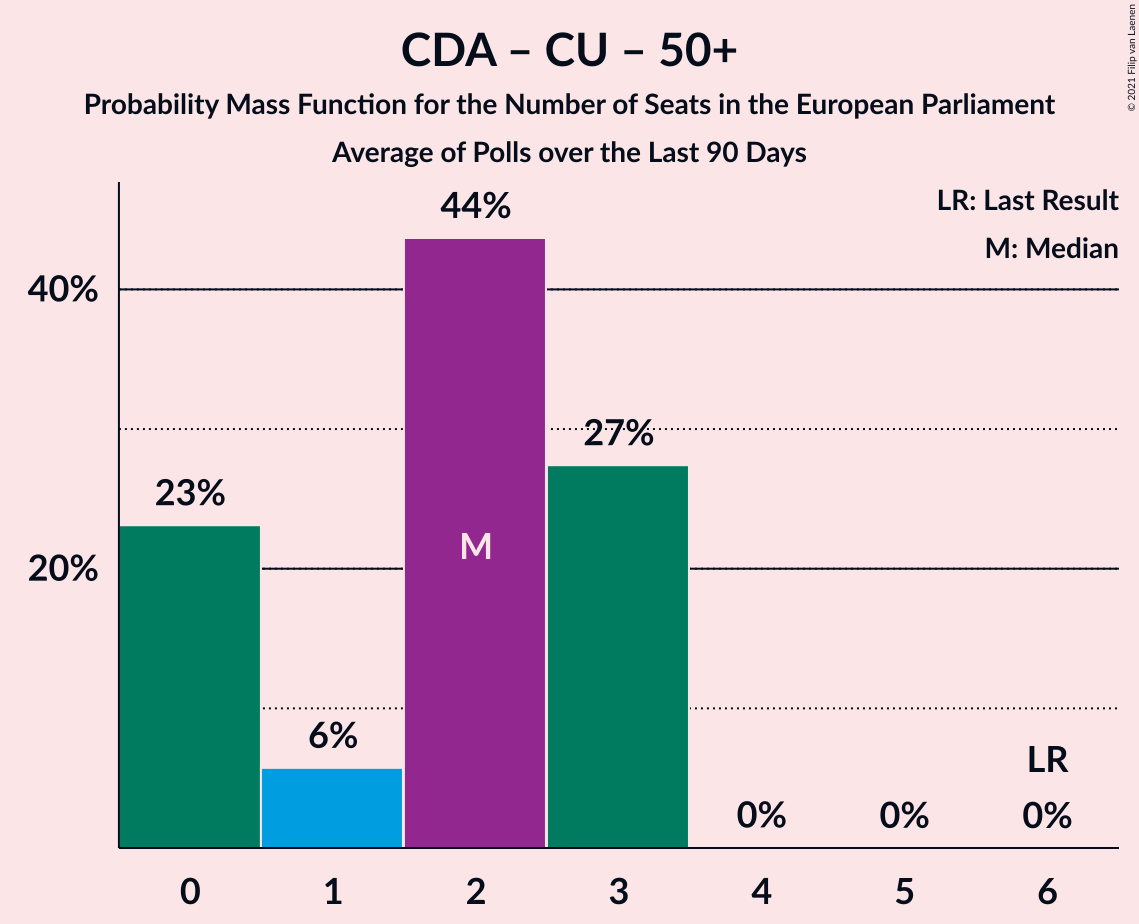 CDA – CU – 50+
Probability Mass Function for the Number of Seats in the European Parliament
Average of Polls over the Last 90 Days
© 2021 Filip van Laenen
LR: Last Result
M: Median
44%
40%
27%
23%
M
20%
6%
LR
0%
0%
0%
0
1
2
3
4
5
6